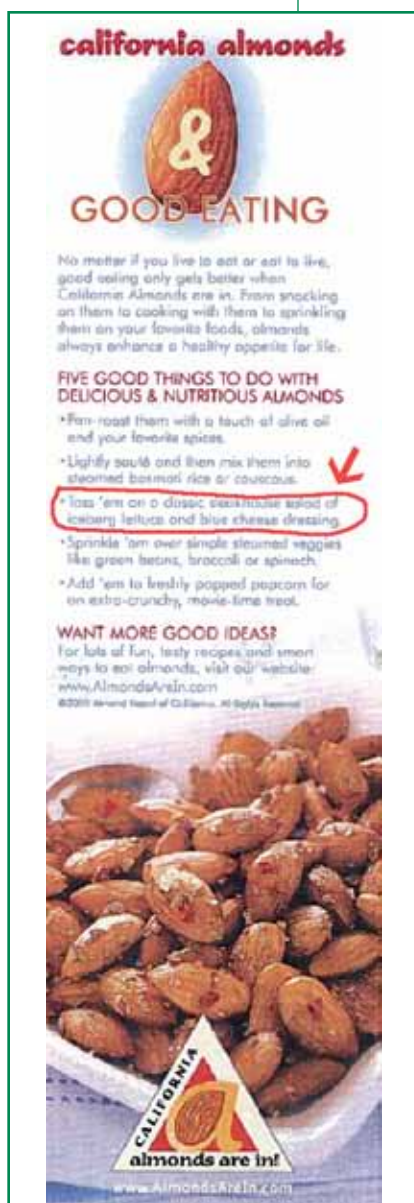 california almonds
&
GOOD EATING
No matter if you live to eat or eat to live,
good eating only gets better when
California Almonds are in. From snacking
on them to cooking with them to sprinkling
them on your favorite foods, almonds
always enhance a healthy appetite for life.
FIVE GOOD THINGS TO DO WITH
DELICIOUS & NUTRITIOUS ALMONDS
•Pan-roast them with a touch of olive oil
and your favorite spices.
•Lightly sauté and then mix them into
steamed basmati rice or couscous.
•Toss 'em on a classic steakhouse salad of
iceberg lettuce and blue cheese dressing.
•Sprinkle 'em over simple steamed veggies
like green beans, broccoli or spinach.
•Add 'em to freshly popped popcorn for
an extra-crunchy, movie-time treat.
WANT MORE GOOD IDEAS?
For lots of fun, tasty recipes and smart
ways to eat almonds, visit our website:
www.AlmondsAreIn.com
Almond Board of California. All Rights Reserved
CALIFORNIA
a
almonds are in!
www.AlmondsAreIn.com